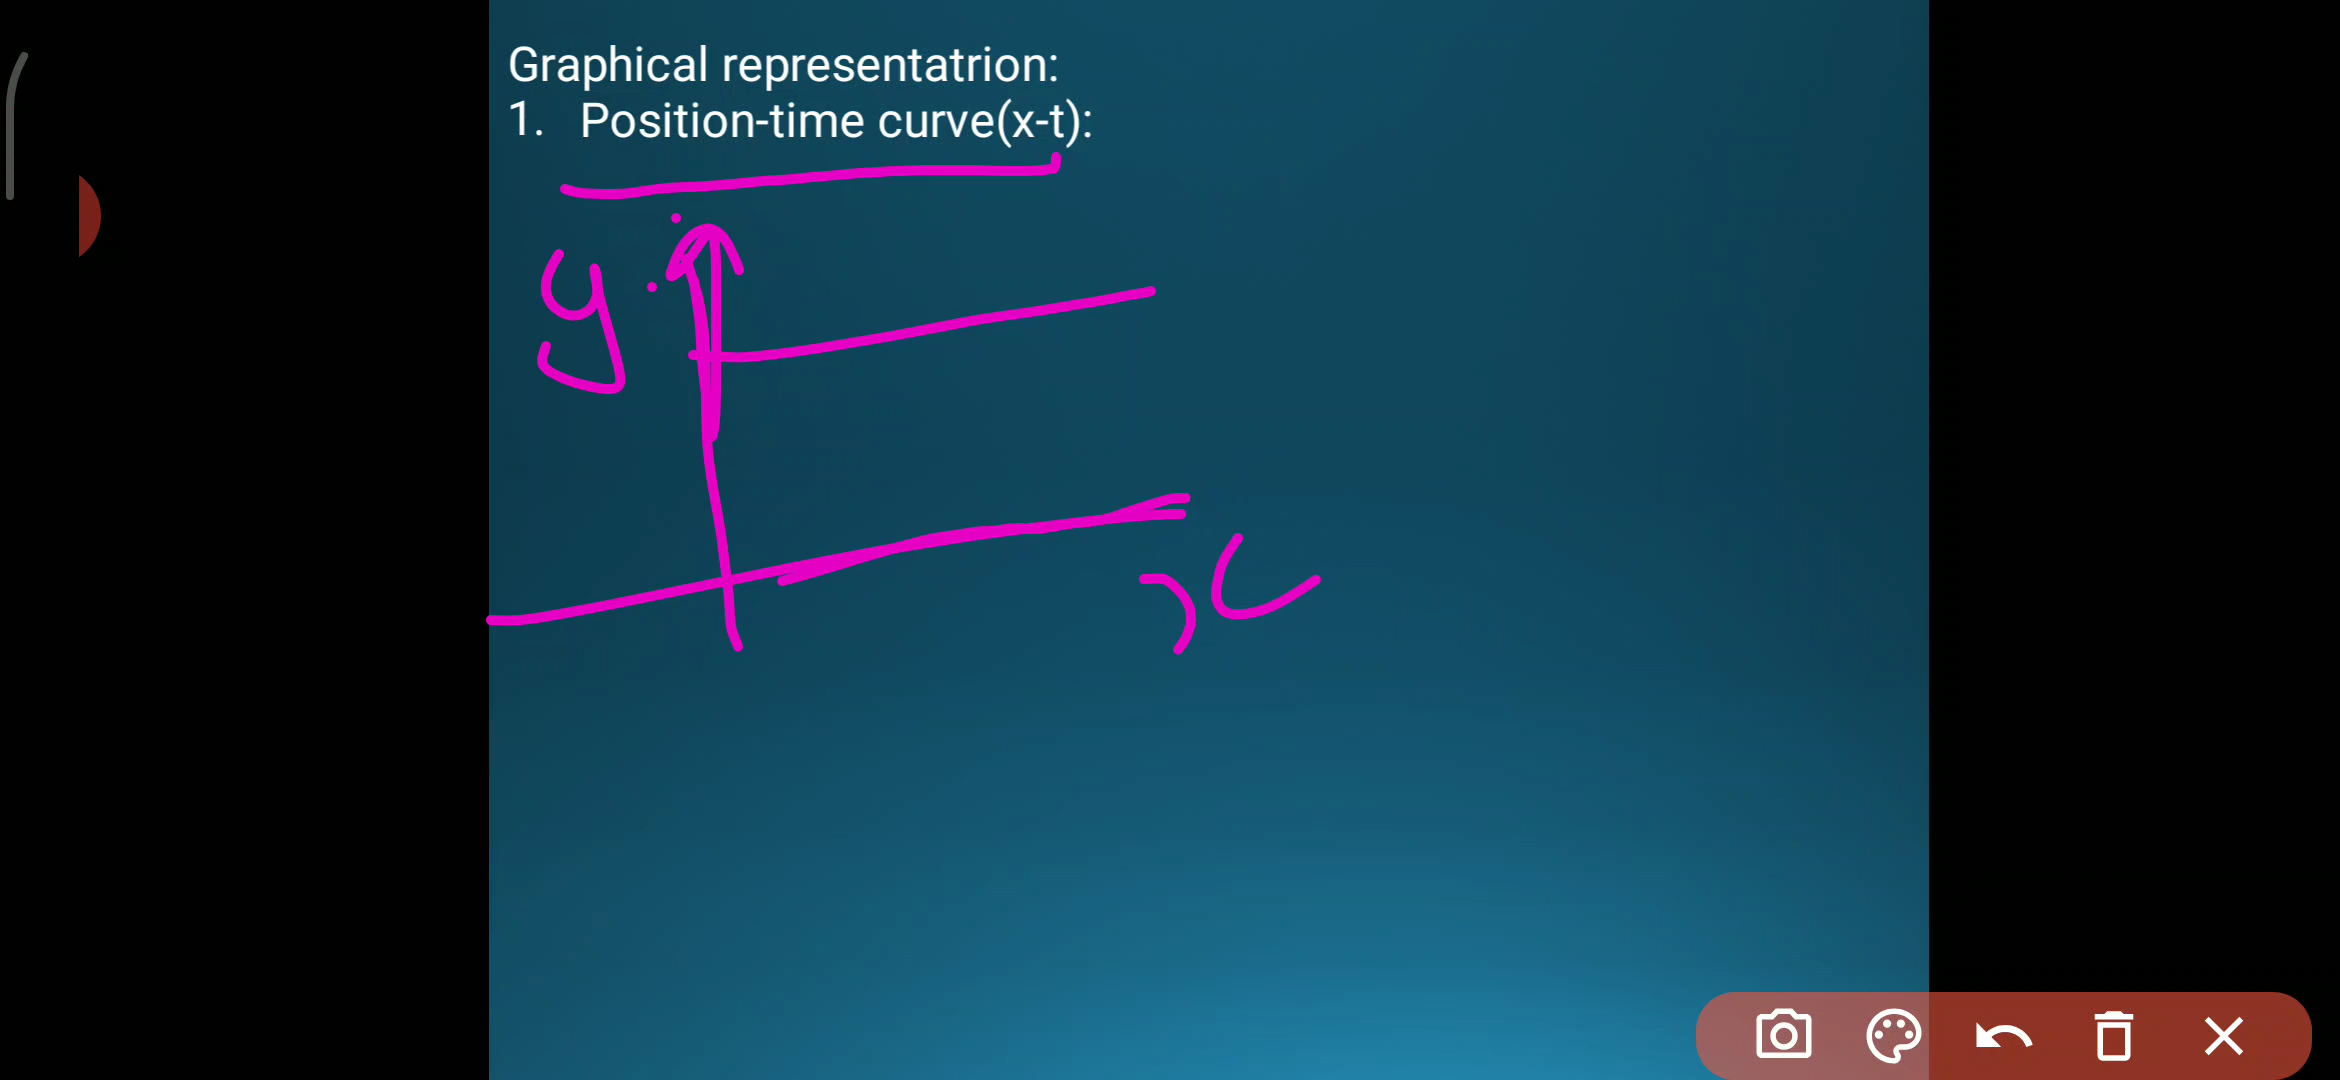 Graphical representatrion:
1. Position-time curve(x-t):
y
x